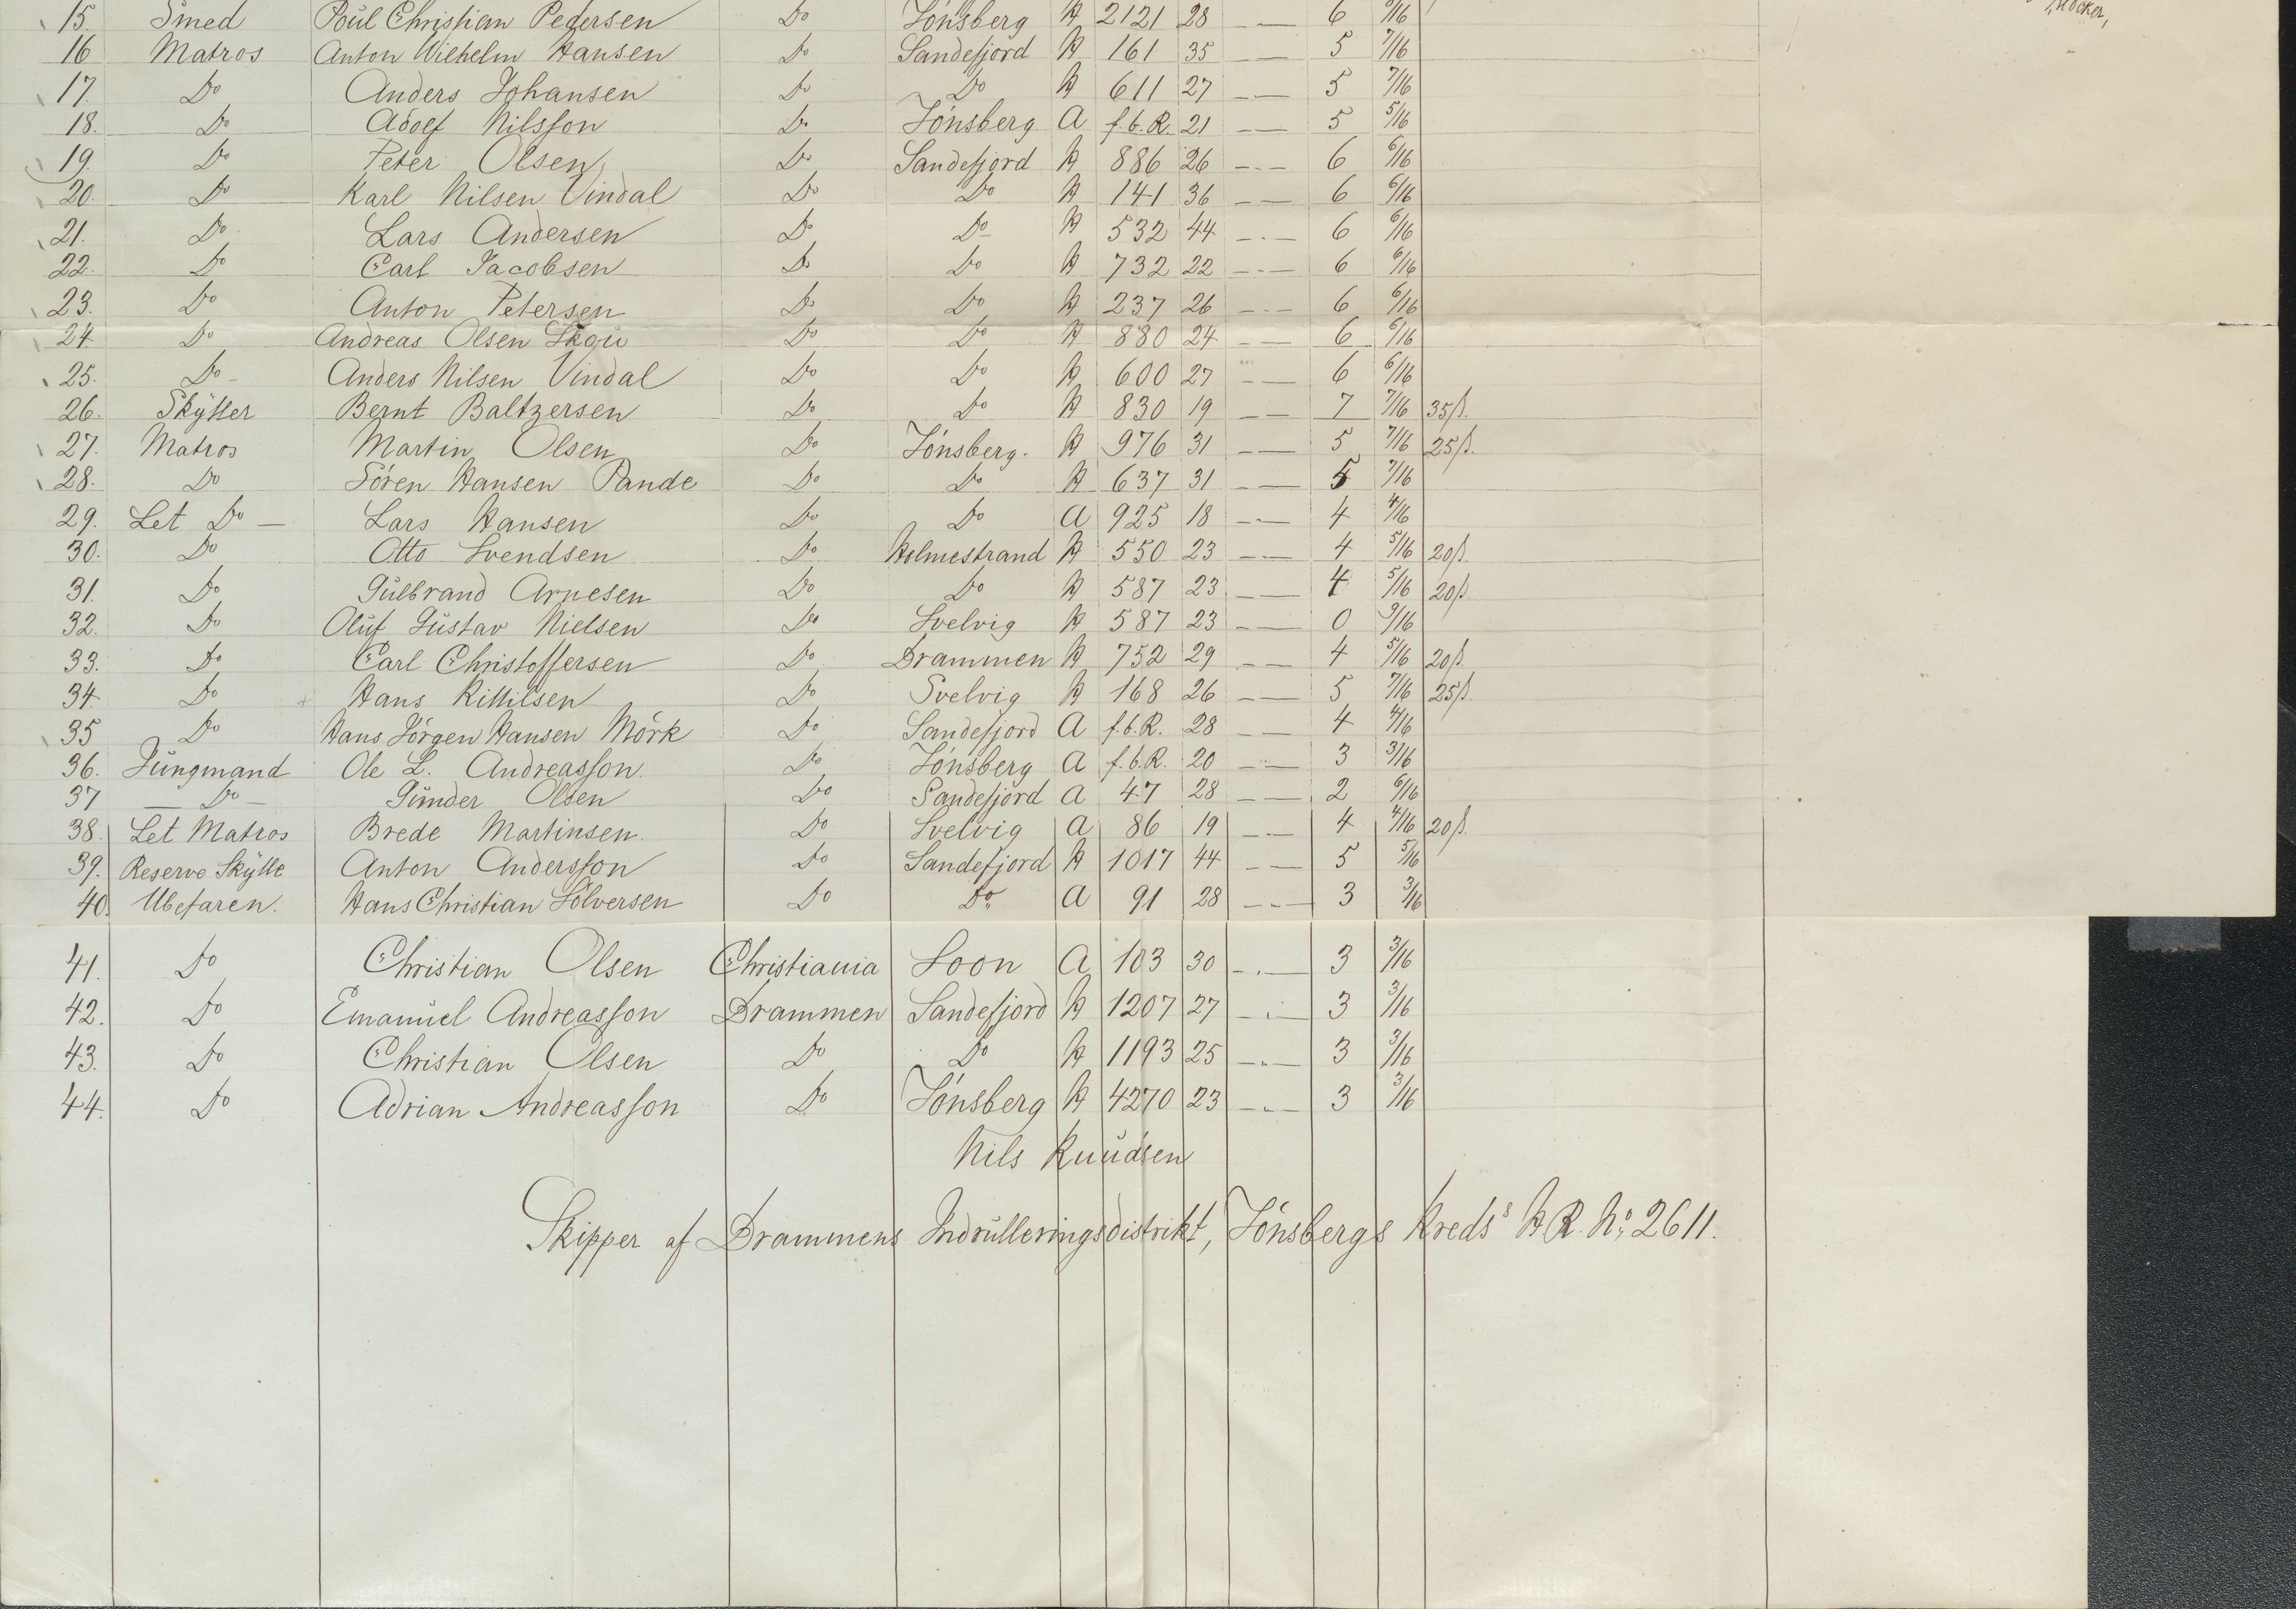 15. Smed Poul Christian Pedersen Do Tönsberg H 2121 28 — 6 /16
16 Matros Anton Wilhelm Hansen Do Sandefjord H 161 35 — 5 7/16
17. Do Anders Johansen Do Do H 611 27 — 5 7/16
18. Do Adolf Nilsson Do Tönsberg A f.b.R. 21 — 5 5/16
19. Do Peter Olsen Do Sandefjord H 886 26 — 6 6/16
20. Do Karl Nilsen Vindal Do Do H 141 36 — 6 6/16
21. Do Lars Andersen Do Do H 532 44 — 6 6/16
22. Do Carl Jacobsen Do Do H 732 22 — 6 6/16
23. Do Anton Petersen Do Do H 237 26 — 6 6/16
24 Do Andreas Olsen Skou Do Do H 880 24 — 6 6/16
25. Do Anders Nilsen Vindal Do Do H 600 27 — 6 6/16
26. Skytter Bernt Baltzersen Do Do H 830 19 — 7 7/16 35ß.
27. Matros Martin Olsen Do Tönsberg. H 976 31 — 5 7/16 25ß.
28. Do Sören Hansen Rande Do Do H 637 31 — 5 7/16
29. Let Do Lars Hansen Do Do A 925 18 — 4 4/16
30. Do Otto Svendsen Do Holmestrand H 550 23 — 4 5/16 20ß.
31. Do Gulbrand Arnesen Do Do H 587 23 — 4 5/16 20ß.
32. Do Oluf Gustav Nielsen Do Svelvig H 587 23 — 0 9/16
33. Do Carl Christoffersen Do Drammen H 752 29 — 4 5/16 20ß.
34. Do Hans Kittilsen Do Svelvig H 168 26 — 5 7/16 25ß.
35 Do Hans Jörgen Hansen Mörk Do Sandefjord A f.b.R. 28 — 4 4/16
36. Jungmand Ole L. Andreasson. Do Tönsberg A f.b.R. 20 — 3 3/16
37 Do Gunder Olsen Do Sandefjord A 47 28 — 2 6/16
38. Let Matros Brede Martinsen. Do Svelvig A 86 19 — 4 4/16 20ß.
39. Reserve Skytte Anton Andersson Do Sandefjord H 1017 44 — 5 5/16
40. Ubefaren. Hans Christian Sölversen Do Do A 91 28 — 3 3/16
41. Do Christian Olsen Christiania Soon A 103 30 — 3 3/16
42. Do Emanuel Andreasson Drammen Sandefjord H 1207 27 — 3 3/16
43. Do Christian Olsen Do Do H 1193 25 — 3 3/16
44. Do Adrian Andreasson Do Tönsberg H 4270 23 — 3 3/16
Nils Knudsen
Skipper af Drammens Indrulleringsdistrikt, Tönsbergs Kreds's H.R. No. 2611.